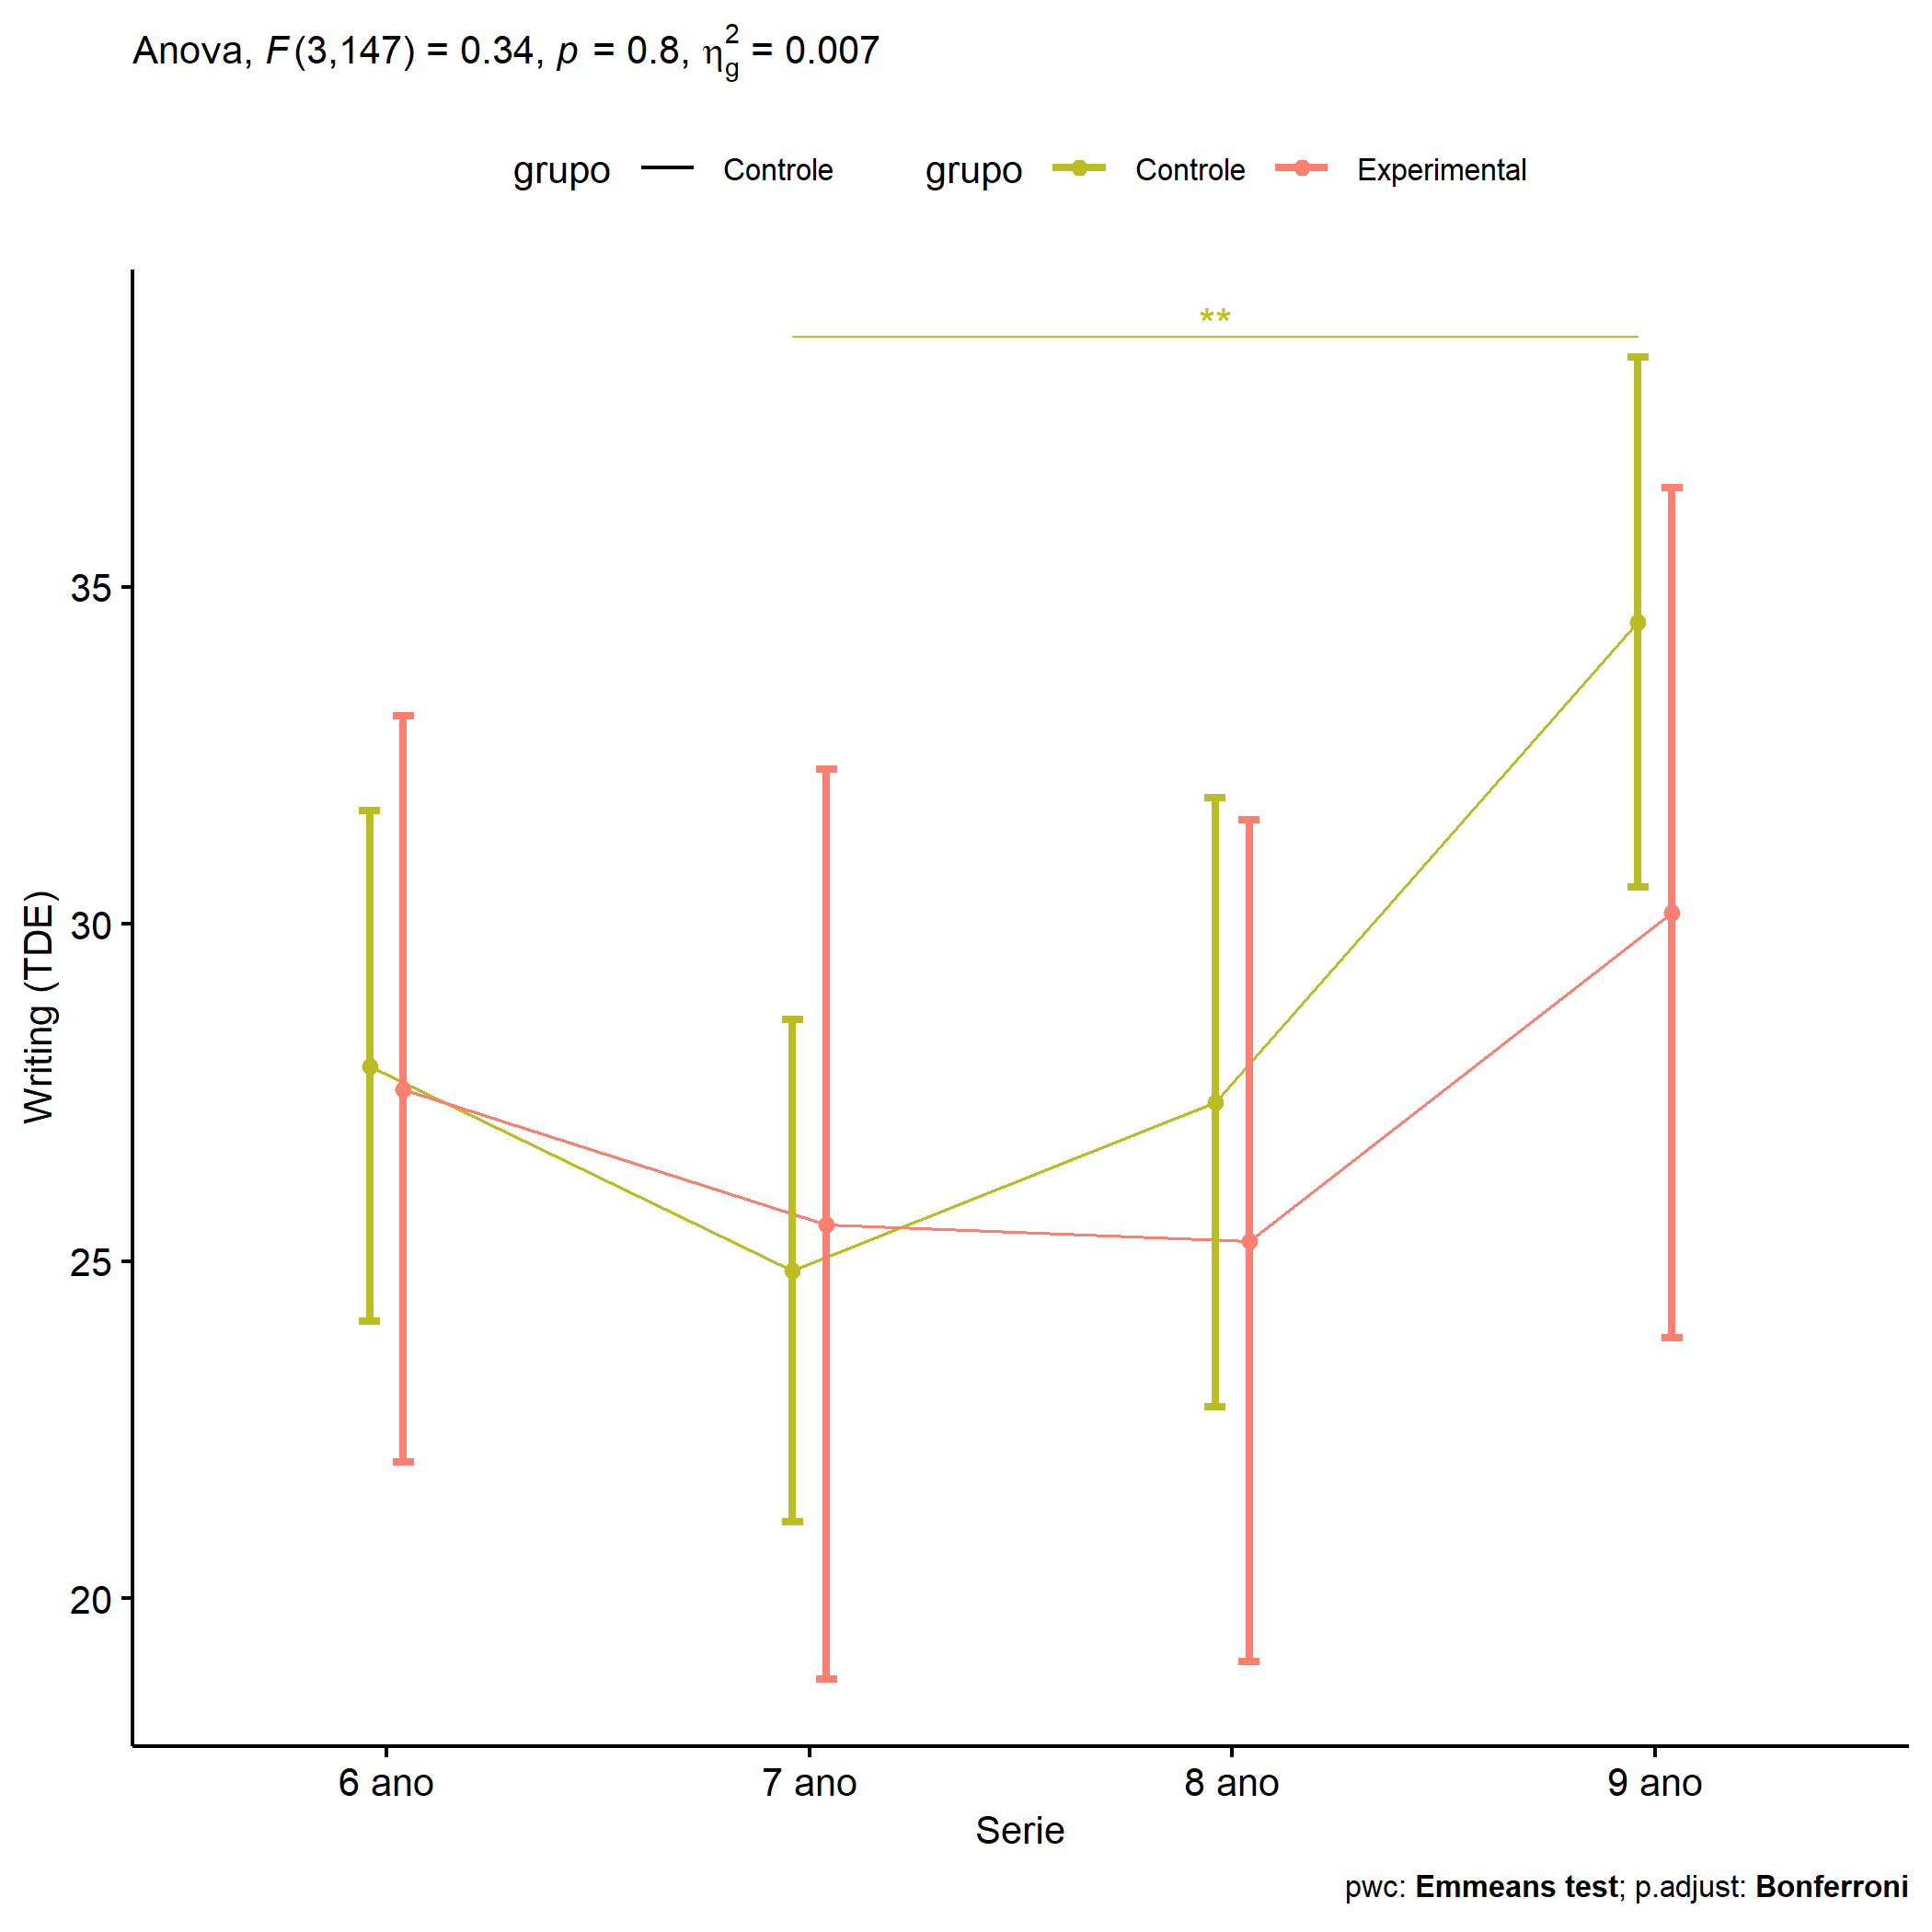 Anova, F(3,147) = 0.34, p = 0.8, η²g = 0.007
grupo Controle grupo Controle Experimental
**
35
30
25
20
Writing (TDE)
6 ano 7 ano 8 ano 9 ano
Serie
pwc: Emmeans test; p.adjust: Bonferroni